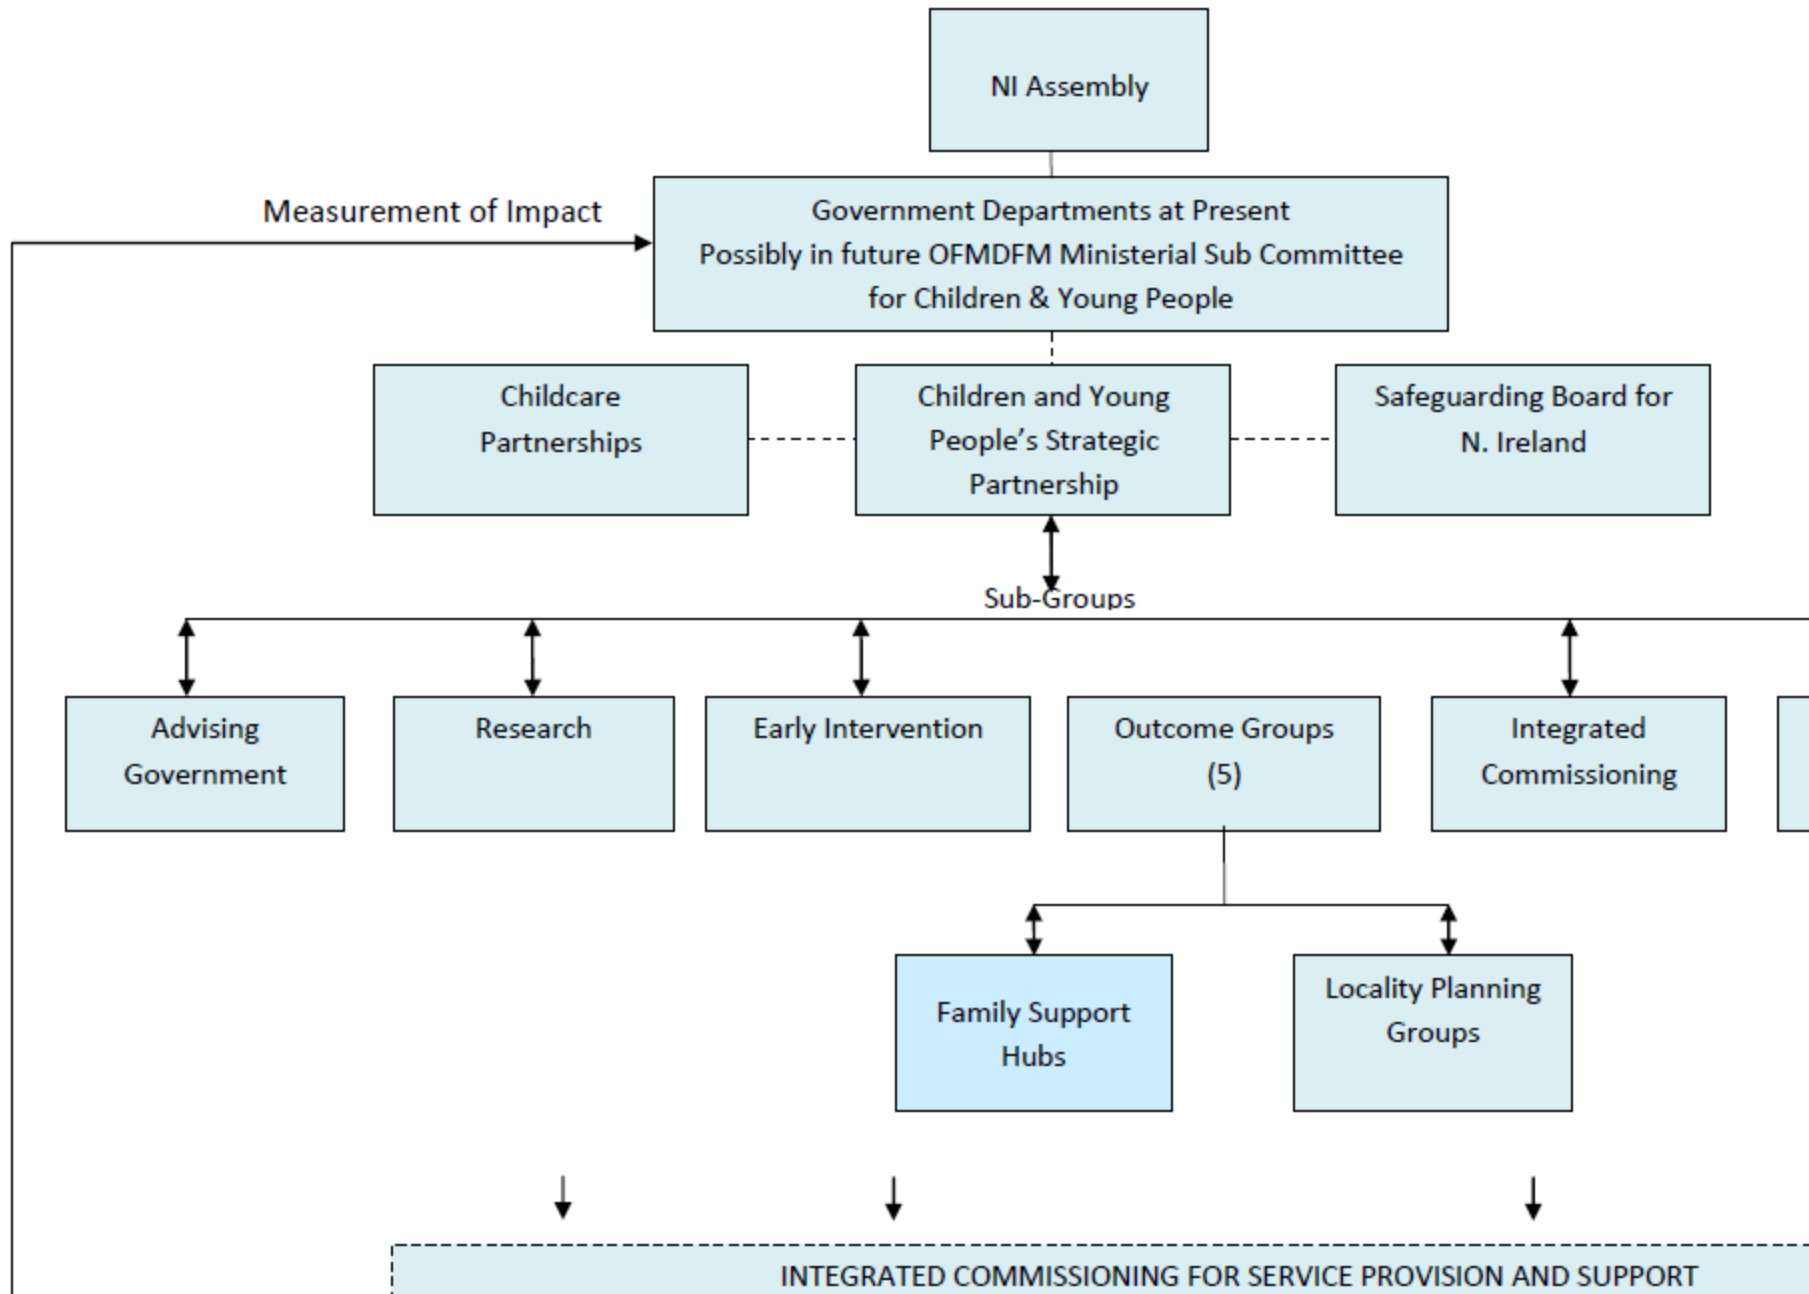 NI Assembly
Measurement of Impact
Government Departments at Present
Possibly in future OFMDFM Ministerial Sub Committee
for Children & Young People
Childcare
Partnerships
Children and Young
People’s Strategic
Partnership
Safeguarding Board for
N. Ireland
Sub-Groups
Advising
Government
Research
Early Intervention
Outcome Groups
(5)
Integrated
Commissioning
Family Support
Hubs
Locality Planning
Groups
INTEGRATED COMMISSIONING FOR SERVICE PROVISION AND SUPPORT